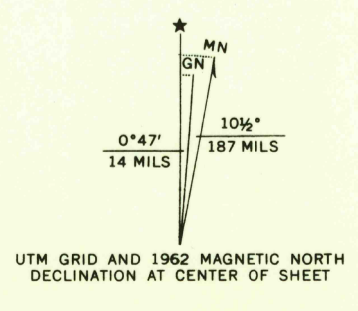 ★
MN
GN
0°47'
14 MILS
10½°
187 MILS
UTM GRID AND 1962 MAGNETIC NORTH
DECLINATION AT CENTER OF SHEET